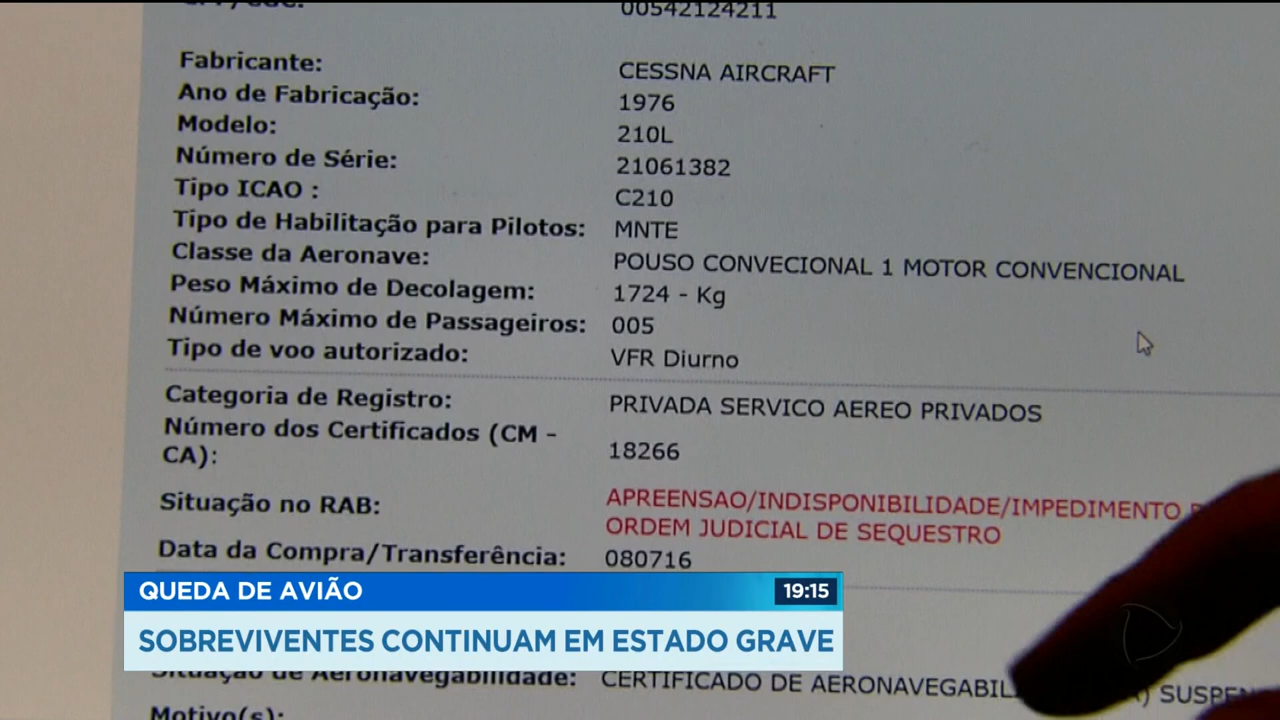 00542124211
Fabricante: CESSNA AIRCRAFT
Ano de Fabricação: 1976
Modelo: 210L
Número de Série: 21061382
Tipo ICAO : C210
Tipo de Habilitação para Pilotos: MNTE
Classe da Aeronave: POUSO CONVECIONAL 1 MOTOR CONVENCIONAL
Peso Máximo de Decolagem: 1724 - Kg
Número Máximo de Passageiros: 005
Tipo de voo autorizado: VFR Diurno
Categoria de Registro: PRIVADA SERVICO AEREO PRIVADOS
Número dos Certificados (CM -
CA): 18266
Situação no RAB: APREENSAO/INDISPONIBILIDADE/IMPEDIMENTO
ORDEM JUDICIAL DE SEQUESTRO
Data da Compra/Transferência: 080716
QUEDA DE AVIÃO 19:15
SOBREVIVENTES CONTINUAM EM ESTADO GRAVE
Situação de Aeronavegabilidade: CERTIFICADO DE
Motivo(s):